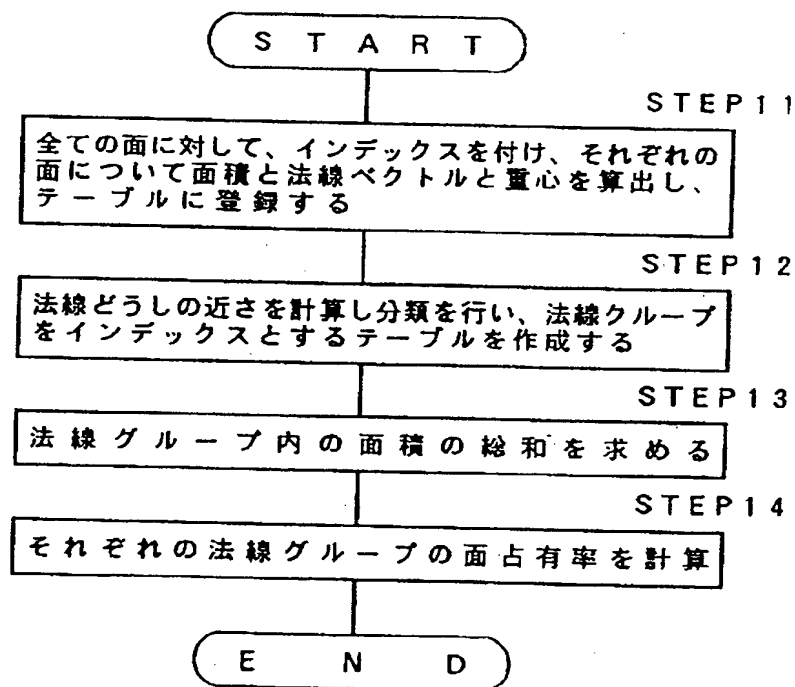 START
STEP11
全ての面に対して、インデックスを付け、それぞれの
面について面積と法線ベクトルと重心を算出し、
テーブルに登録する
STEP12
法線どうしの近さを計算し分類を行い、法線クループ
をインデックスとするテーブルを作成する
STEP13
法線グループ内の面積の総和を求める
STEP14
それぞれの法線グループの面占有率を計算
END